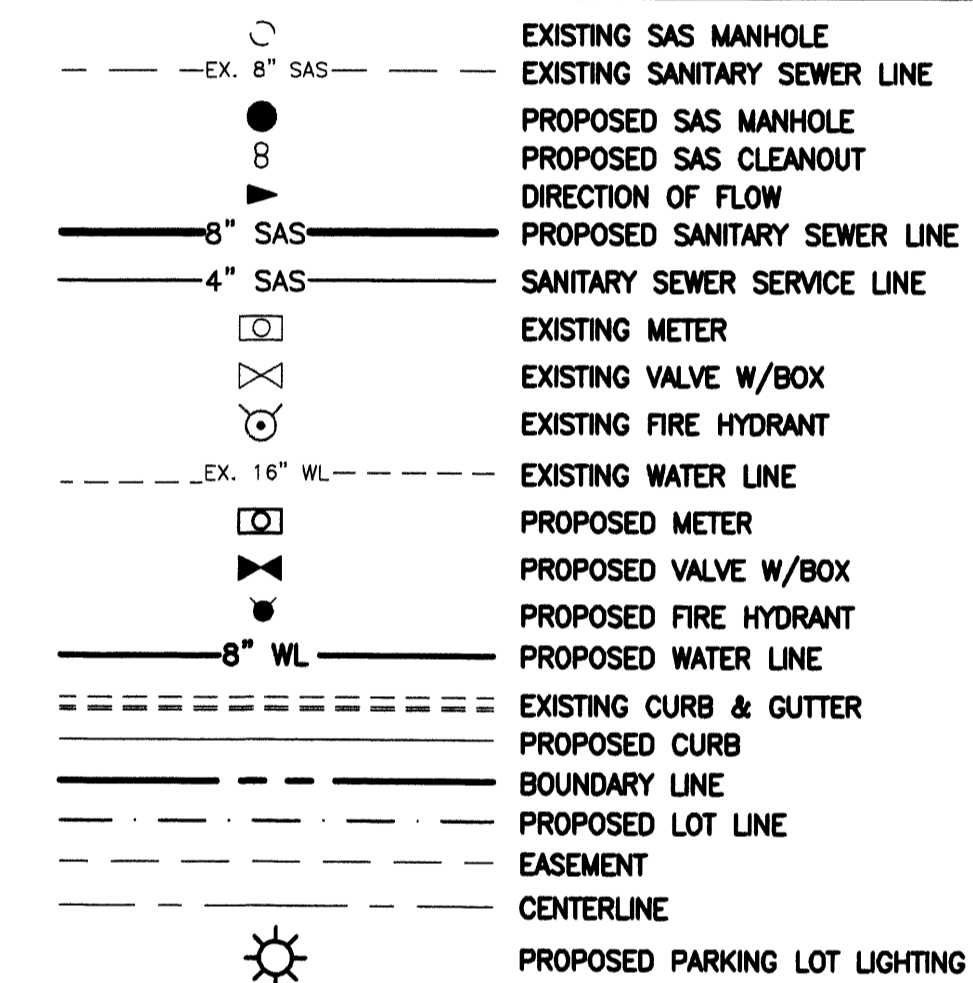 EXISTING SAS MANHOLE
EX. 8" SAS EXISTING SANITARY SEWER LINE
PROPOSED SAS MANHOLE
PROPOSED SAS CLEANOUT
DIRECTION OF FLOW
8" SAS PROPOSED SANITARY SEWER LINE
4" SAS SANITARY SEWER SERVICE LINE
EXISTING METER
EXISTING VALVE W/BOX
EXISTING FIRE HYDRANT
EX. 16" WL EXISTING WATER LINE
PROPOSED METER
PROPOSED VALVE W/BOX
PROPOSED FIRE HYDRANT
8" WL PROPOSED WATER LINE
EXISTING CURB & GUTTER
PROPOSED CURB
BOUNDARY LINE
PROPOSED LOT LINE
EASEMENT
CENTERLINE
PROPOSED PARKING LOT LIGHTING